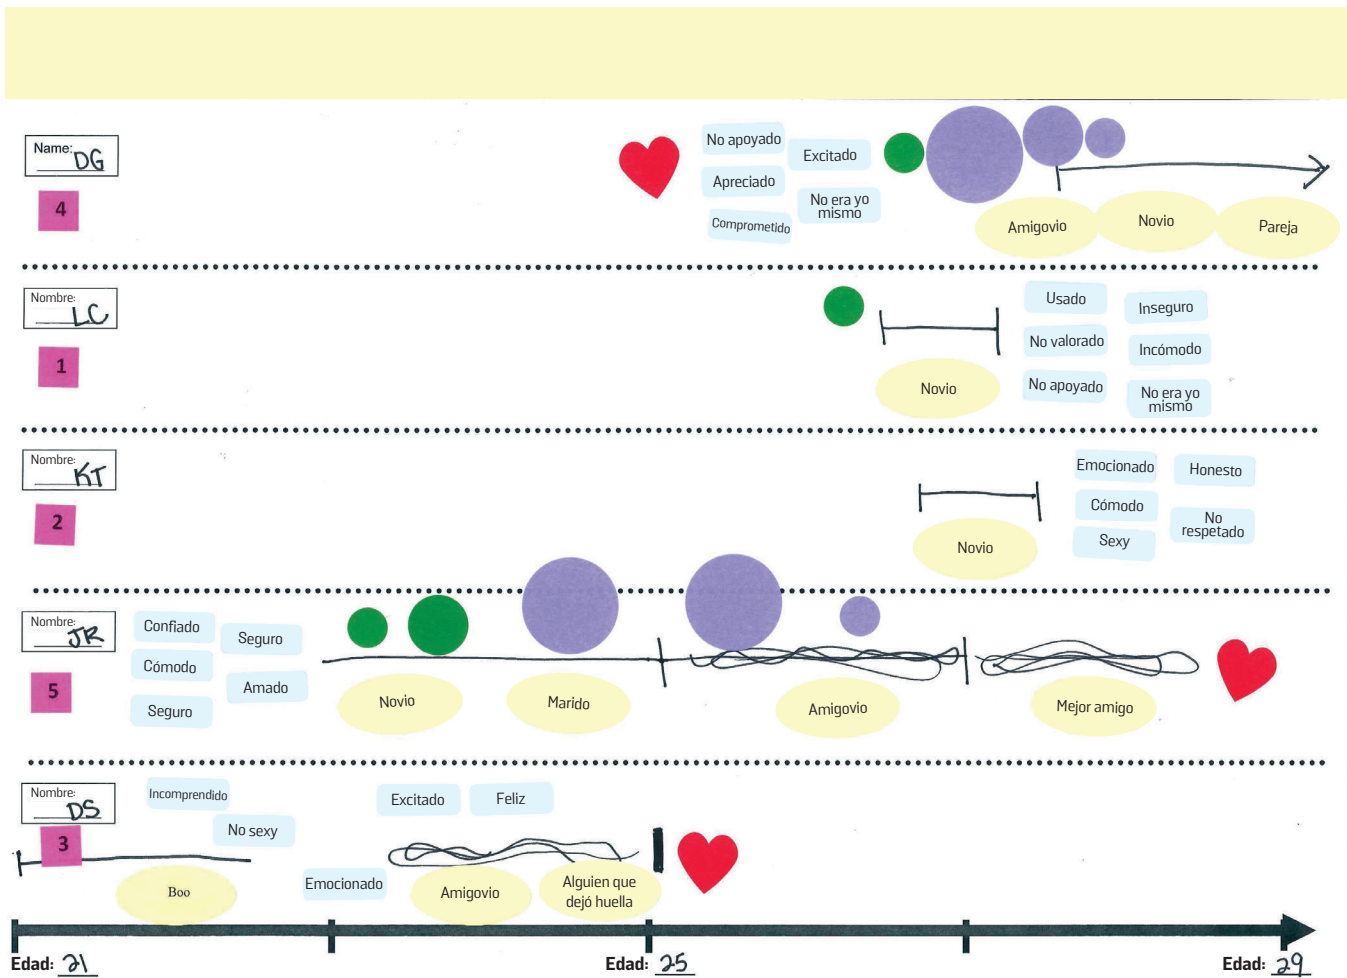 Name: DG
4
No apoyado
Excitado
Apreciado
No era yo
mismo
Comprometido
Amigovio
Novio
Pareja
Nombre: LC
1
Novio
Usado
Inseguro
No valorado
Incómodo
No apoyado
No era yo
mismo
Nombre: KT
2
Novio
Emocionado
Honesto
Cómodo
No
respetado
Sexy
Nombre: JR
5
Confiado
Seguro
Cómodo
Amado
Seguro
Novio
Marido
Amigovio
Mejor amigo
Nombre: DS
3
Incomprendido
No sexy
Boo
Excitado
Feliz
Emocionado
Amigovio
Alguien que
dejó huella
Edad: 21
Edad: 25
Edad: 29